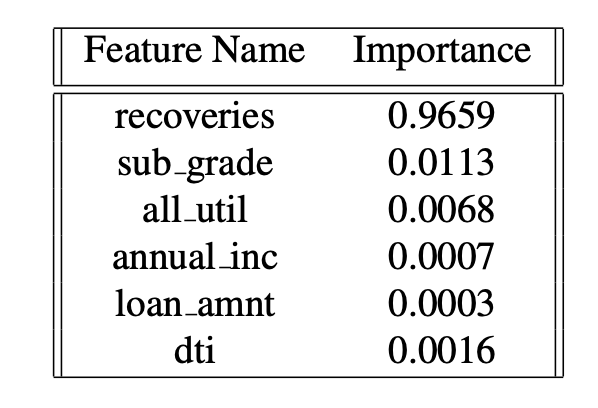 Feature Name Importance
recoveries 0.9659
sub_grade 0.0113
all_util 0.0068
annual_inc 0.0007
loan_amnt 0.0003
dti 0.0016